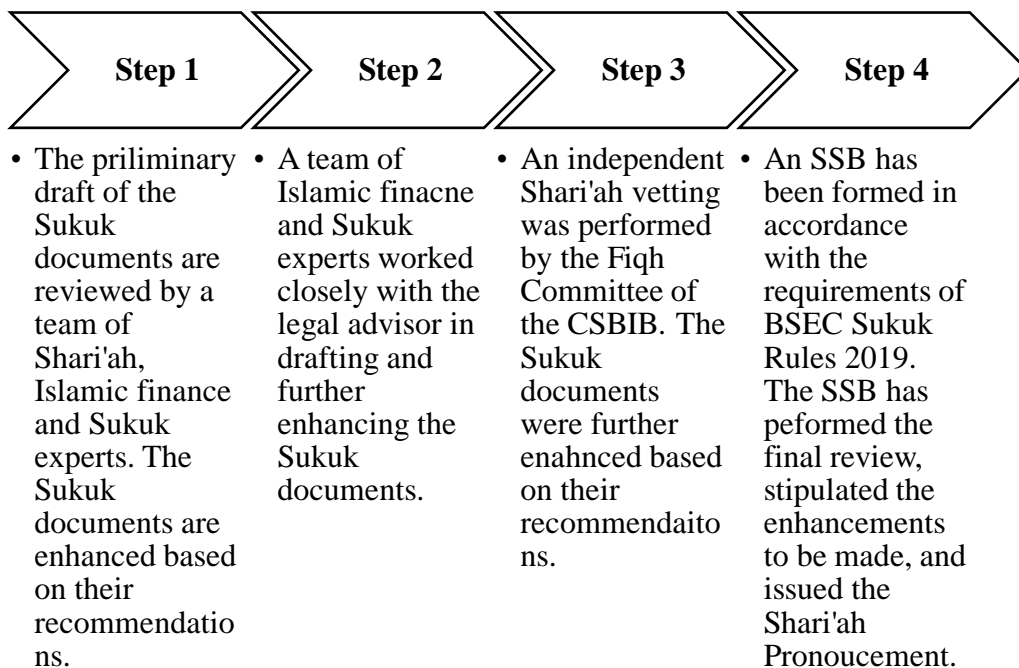 Step 1
Step 2
Step 3
Step 4
• The priliminary
draft of the
Sukuk
documents are
reviewed by a
team of
Shari'ah,
Islamic finance
and Sukuk
experts. The
Sukuk
documents are
enhanced based
on their
recommendatio
ns.
• A team of
Islamic finacne
and Sukuk
experts worked
closely with the
legal advisor in
drafting and
further
enhancing the
Sukuk
documents.
• An independent
Shari'ah vetting
was performed
by the Fiqh
Committee of
the CSBIB. The
Sukuk
documents
were further
enahnced based
on their
recommendaito
ns.
• An SSB has
been formed in
accordance
with the
requirements of
BSEC Sukuk
Rules 2019.
The SSB has
peformed the
final review,
stipulated the
enhancements
to be made, and
issued the
Shari'ah
Pronoucement.